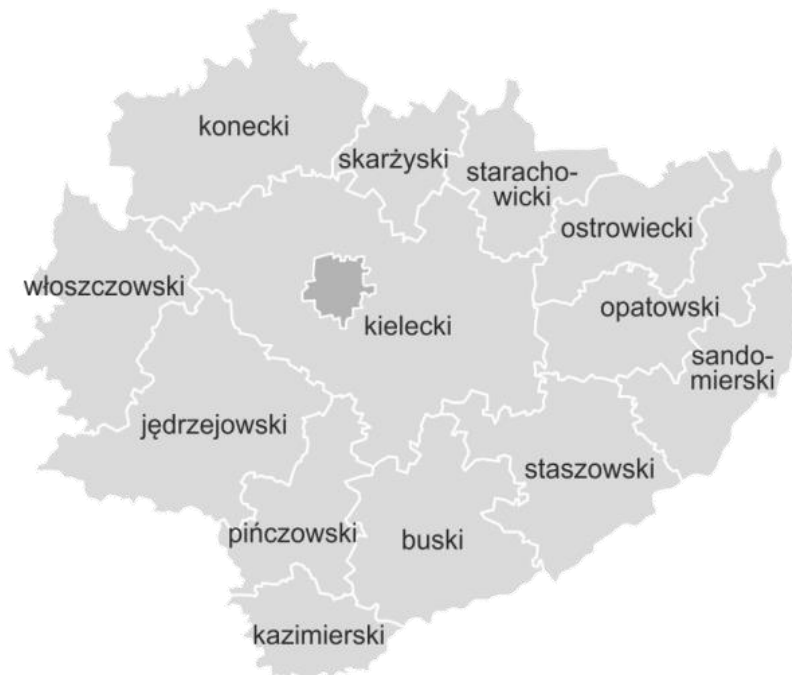 konecki
skarżyski
staracho-
wicki
ostrowiecki
włoszczowski
opatowski
kielecki
sando-
mierski
jędrzejowski
staszowski
pińczowski
buski
kazimierski